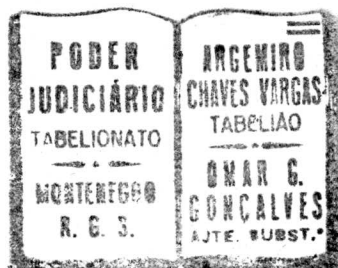 PODER
JUDICIÁRIO
TABELIONATO
MONTENEGRO
R. G. S.
ARGEMIRO
CHAVES VARGAS
TABELIÃO
OMAR G.
GONÇALVES
AJTE. SUBST.º